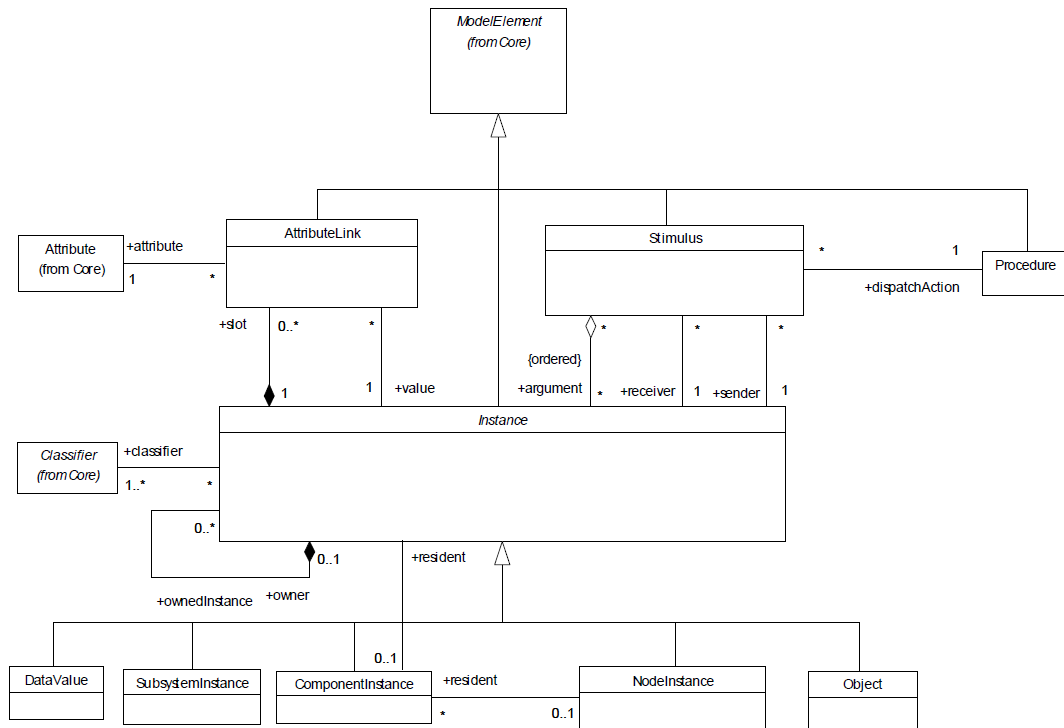 ModelElement
(from Core)
AttributeLink
Stimulus
Attribute
(from Core)
+attribute
1
*
*
1
Procedure
+dispatchAction
+slot
0..*
*
*
*
*
{ordered}
1
1
+value
+argument
*
+receiver
1
+sender
1
Instance
Classifier
(from Core)
+classifier
1..*
*
0..*
0..1
+resident
+ownedInstance
+owner
0..1
DataValue
SubsystemInstance
ComponentInstance
+resident
*
0..1
NodeInstance
Object